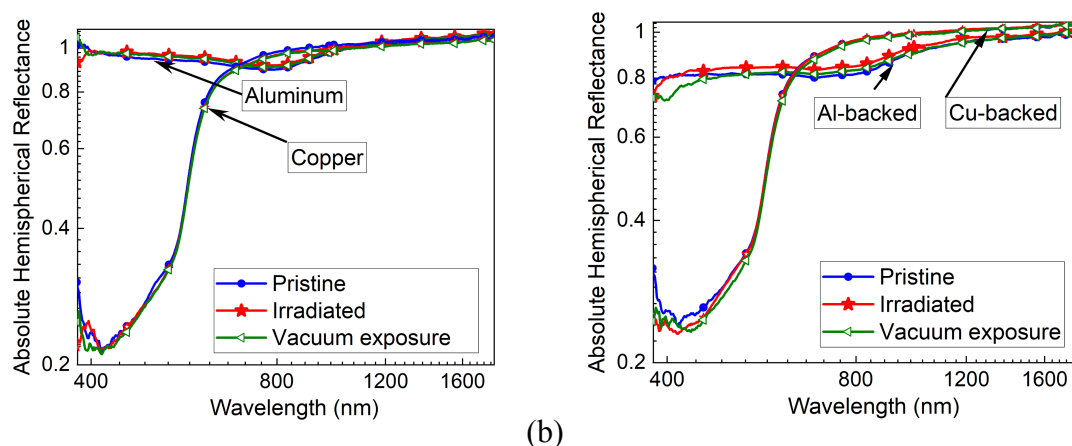 Absolute Hemispherical Reflectance
1
0.8
0.6
0.4
0.2
Aluminum
Copper
Pristine
Irradiated
Vacuum exposure
400
800
1200
1600
Wavelength (nm)
Absolute Hemispherical Reflectance
1
0.8
0.6
0.4
0.2
Al-backed
Cu-backed
Pristine
Irradiated
Vacuum exposure
400
800
1200
1600
Wavelength (nm)
(b)